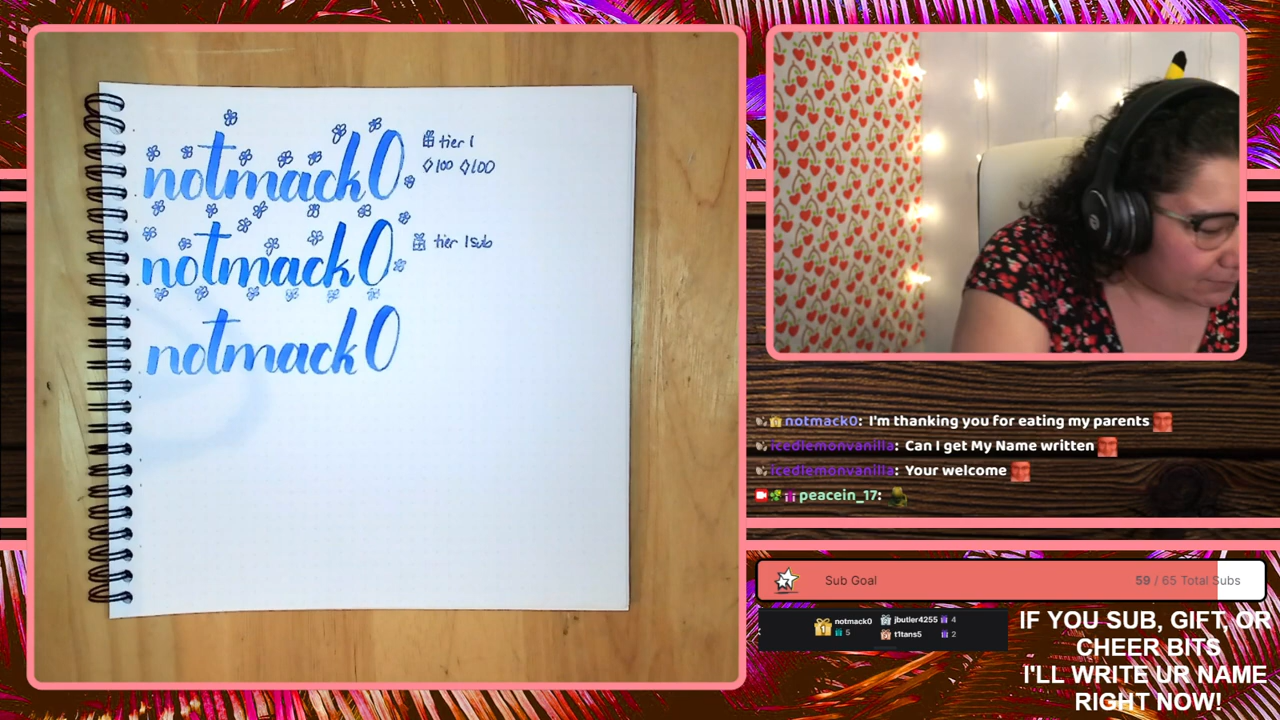 notmack0
tier 1
100 100
notmack0
tier 1 sub
notmack0
notmack0: I'm thanking you for eating my parents
icedlemonvanilla: Can I get My Name written
icedlemonvanilla: Your welcome
peacein_17:
Sub Goal
59 / 65 Total Subs
1 notmack0 5
jbutler4255 4
t1tans5 2
IF YOU SUB, GIFT, OR
CHEER BITS
I'LL WRITE UR NAME
RIGHT NOW!